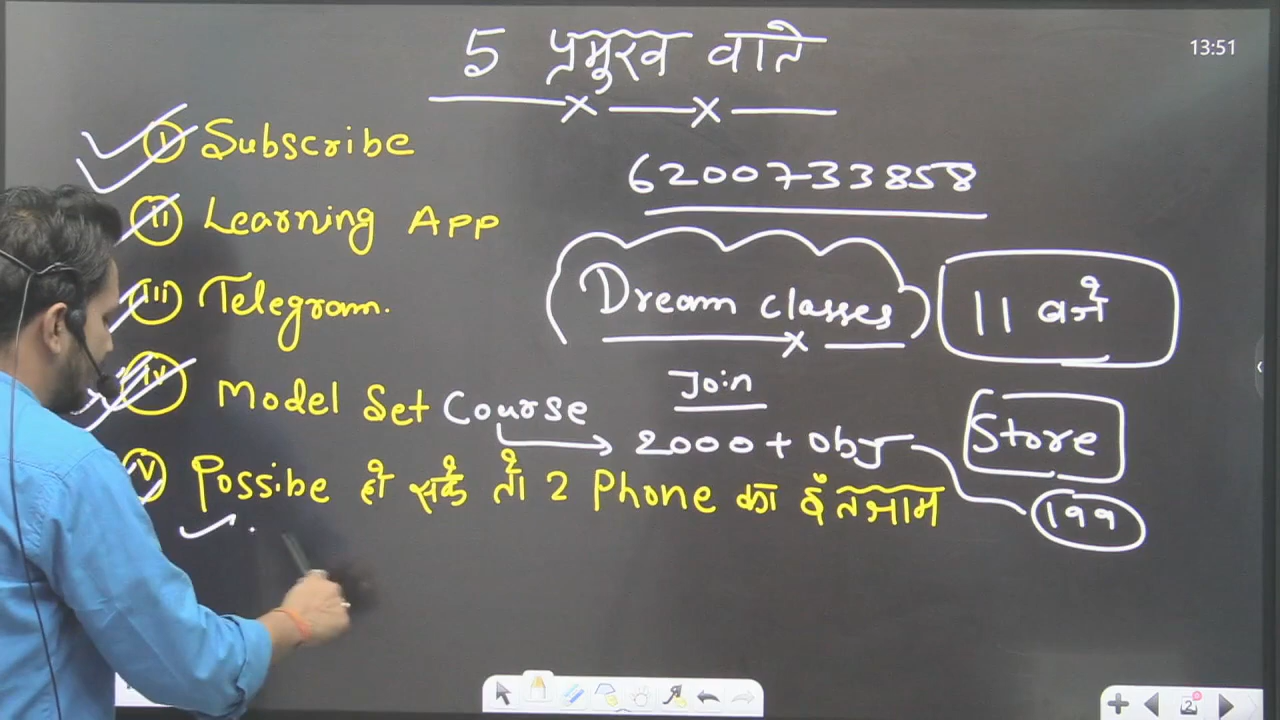 5 प्रमुख बाते
13:51
I Subscribe
6200733858
II Learning App
III Telegram.
Dream classes
11 बजे
IV Model Set Course
Join
2000+ Obj
Store
V Possibe हो सके तो 2 Phone का इँतजाम
199
2